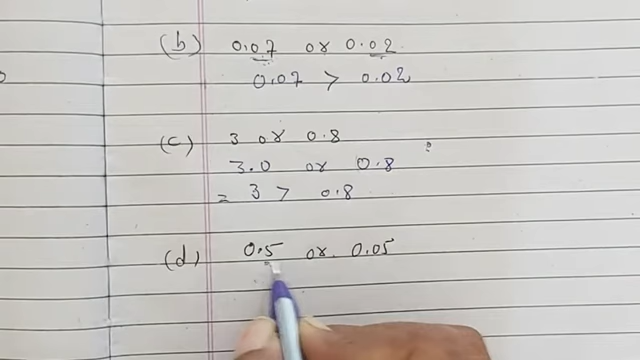 (b) 0.07 or 0.02
0.07 > 0.02
(c) 3 or 0.8
3.0 or 0.8
= 3 > 0.8
(d) 0.5 or 0.05